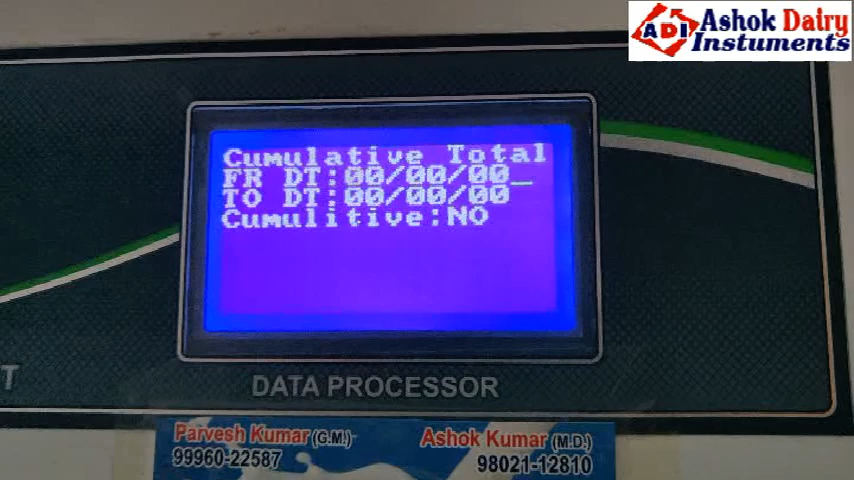 ADI Ashok Dairy
Instuments
Cumulative Total
FR DT:00/00/00_
TO DT:00/00/00
Cumulitive:NO
T
DATA PROCESSOR
Parvesh Kumar (G.M.)
99960-22587
Ashok Kumar (M.D.)
98021-12810